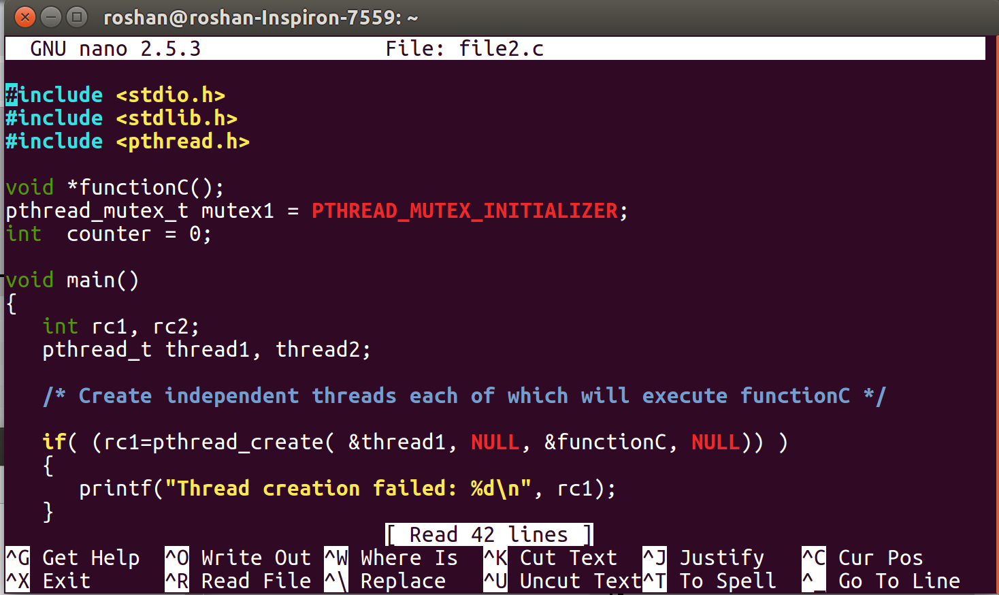 roshan@roshan-Inspiron-7559: ~
GNU nano 2.5.3 File: file2.c
#include <stdio.h>
#include <stdlib.h>
#include <pthread.h>
void *functionC();
pthread_mutex_t mutex1 = PTHREAD_MUTEX_INITIALIZER;
int  counter = 0;
void main()
{
   int rc1, rc2;
   pthread_t thread1, thread2;
   /* Create independent threads each of which will execute functionC */
   if( (rc1=pthread_create( &thread1, NULL, &functionC, NULL)) )
   {
      printf("Thread creation failed: %d\n", rc1);
   }
[ Read 42 lines ]
^G Get Help ^O Write Out ^W Where Is ^K Cut Text ^J Justify ^C Cur Pos
^X Exit ^R Read File ^\ Replace ^U Uncut Text ^T To Spell ^_ Go To Line